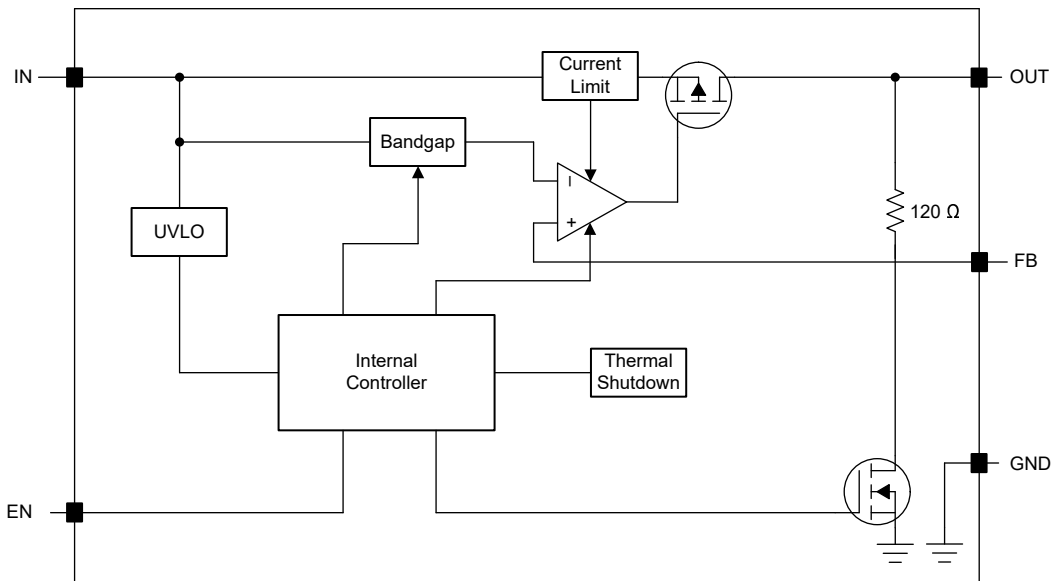 IN
Current
Limit
OUT
Bandgap
UVLO
120 Ω
FB
Internal
Controller
Thermal
Shutdown
GND
EN